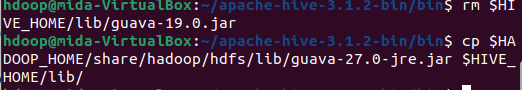 hdoop@mida-VirtualBox:~/apache-hive-3.1.2-bin/bin$ rm $HI
VE_HOME/lib/guava-19.0.jar
hdoop@mida-VirtualBox:~/apache-hive-3.1.2-bin/bin$ cp $HA
DOOP_HOME/share/hadoop/hdfs/lib/guava-27.0-jre.jar $HIVE_
HOME/lib/